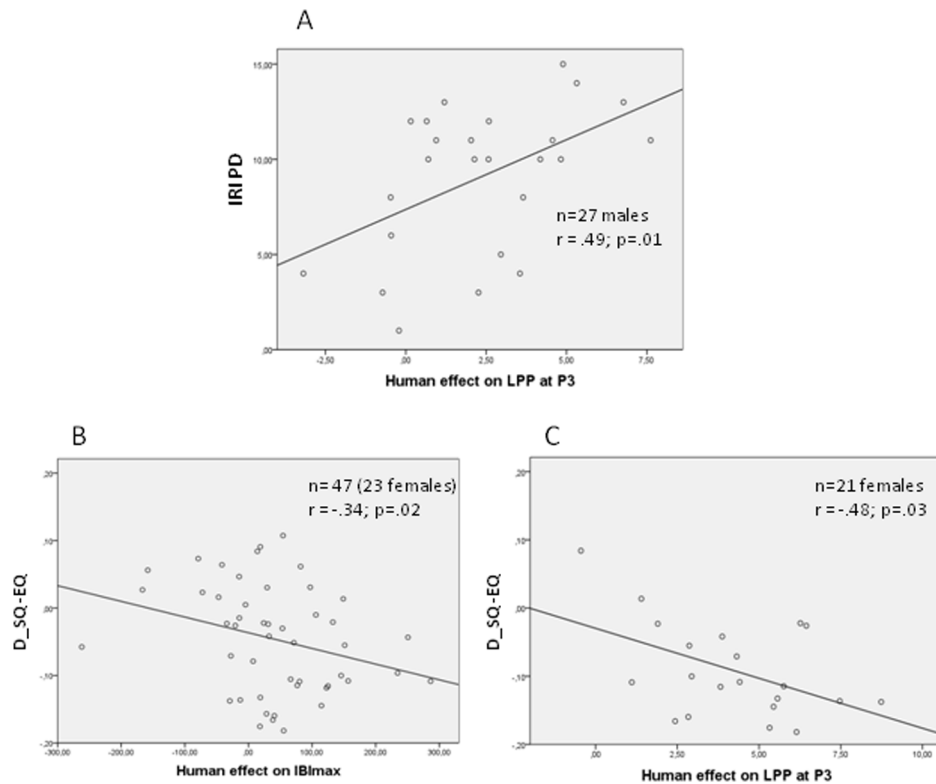 A
IRI PD
15,00
10,00
5,00
,00
n=27 males
r = .49; p=.01
-2,50 ,00 2,50 5,00 7,50
Human effect on LPP at P3
B
D_SQ-EQ
,20
,10
,00
-,10
-,20
n= 47 (23 females)
r = -.34; p=.02
-300,00 -200,00 -100,00 ,00 100,00 200,00 300,00
Human effect on IBImax
C
D_SQ-EQ
,20
,10
,00
-,10
-,20
n=21 females
r = -.48; p=.03
,00 2,50 5,00 7,50 10,00
Human effect on LPP at P3